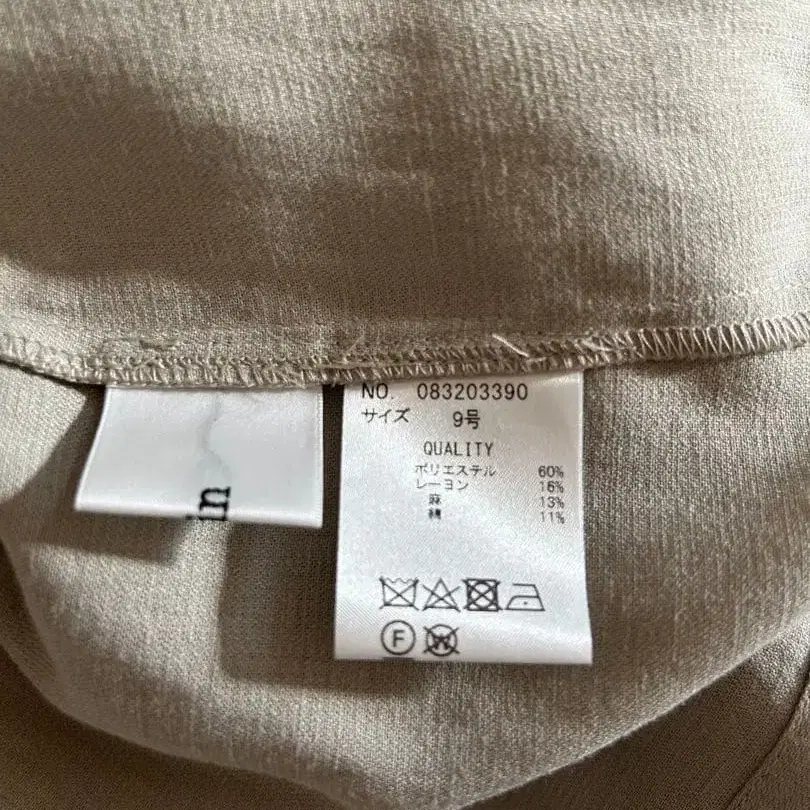 in
NO. 083203390
サイズ 9号
QUALITY
ポリエステル 60%
レーヨン 16%
麻 13%
綿 11%
F
W